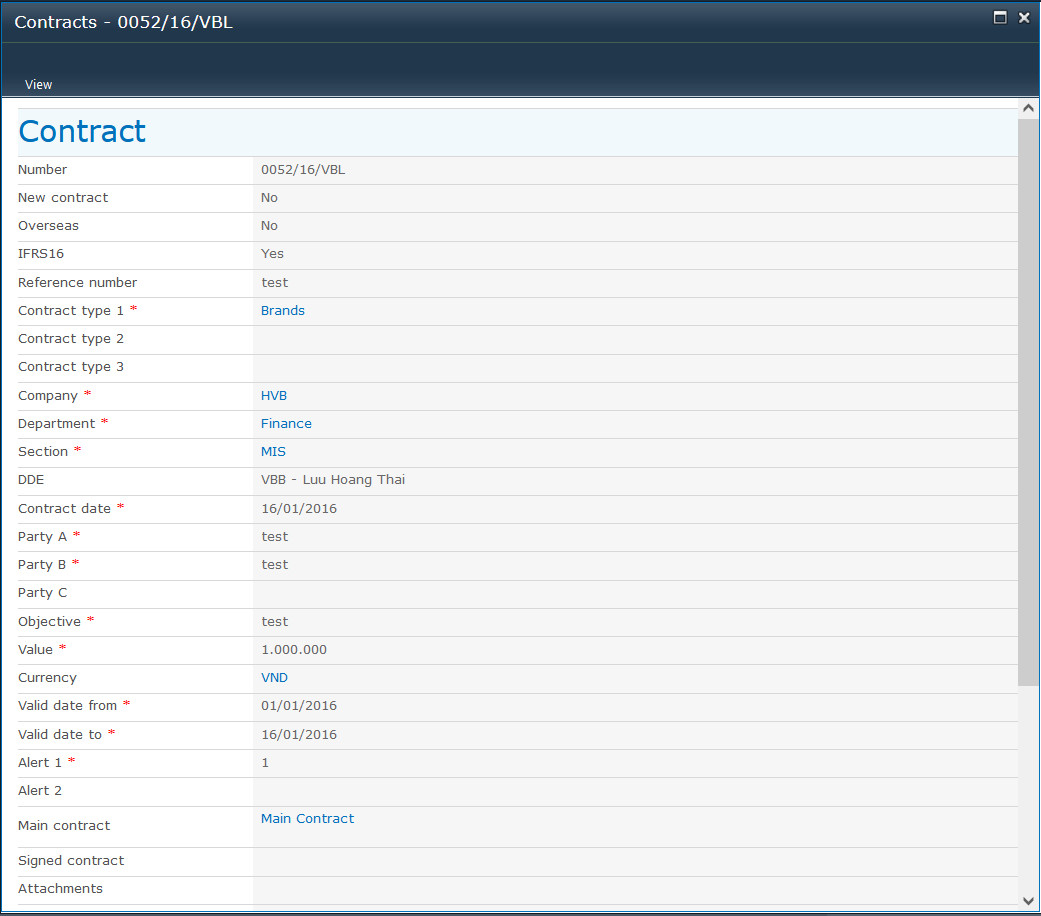 Contracts - 0052/16/VBL
View
Contract
Number 0052/16/VBL
New contract No
Overseas No
IFRS16 Yes
Reference number test
Contract type 1 * Brands
Contract type 2
Contract type 3
Company * HVB
Department * Finance
Section * MIS
DDE VBB - Luu Hoang Thai
Contract date * 16/01/2016
Party A * test
Party B * test
Party C
Objective * test
Value * 1.000.000
Currency VND
Valid date from * 01/01/2016
Valid date to * 16/01/2016
Alert 1 * 1
Alert 2
Main contract Main Contract
Signed contract
Attachments